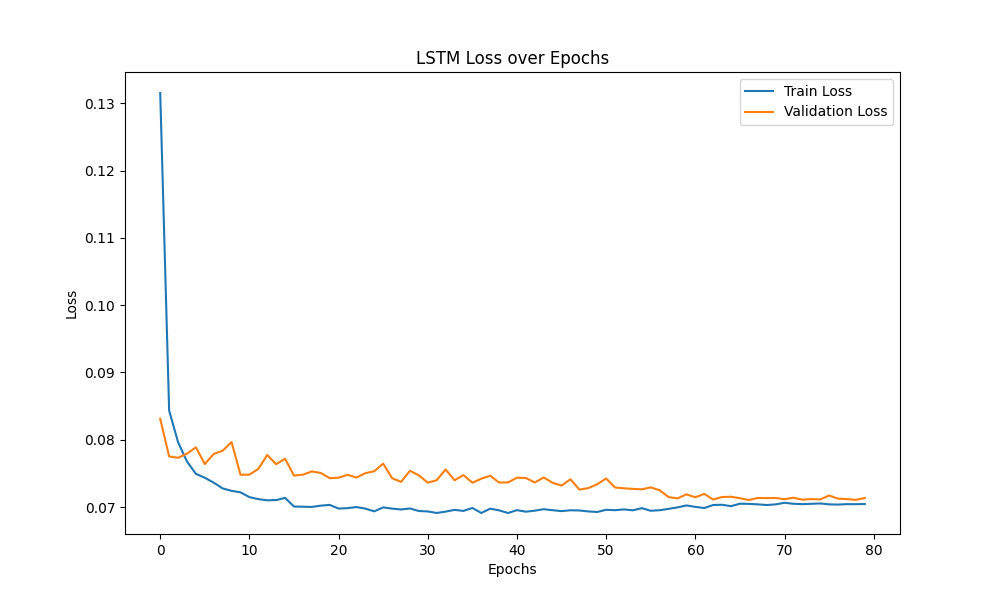 LSTM Loss over Epochs
Train Loss
Validation Loss
0.13
0.12
0.11
0.10
0.09
0.08
0.07
Loss
0 10 20 30 40 50 60 70 80
Epochs